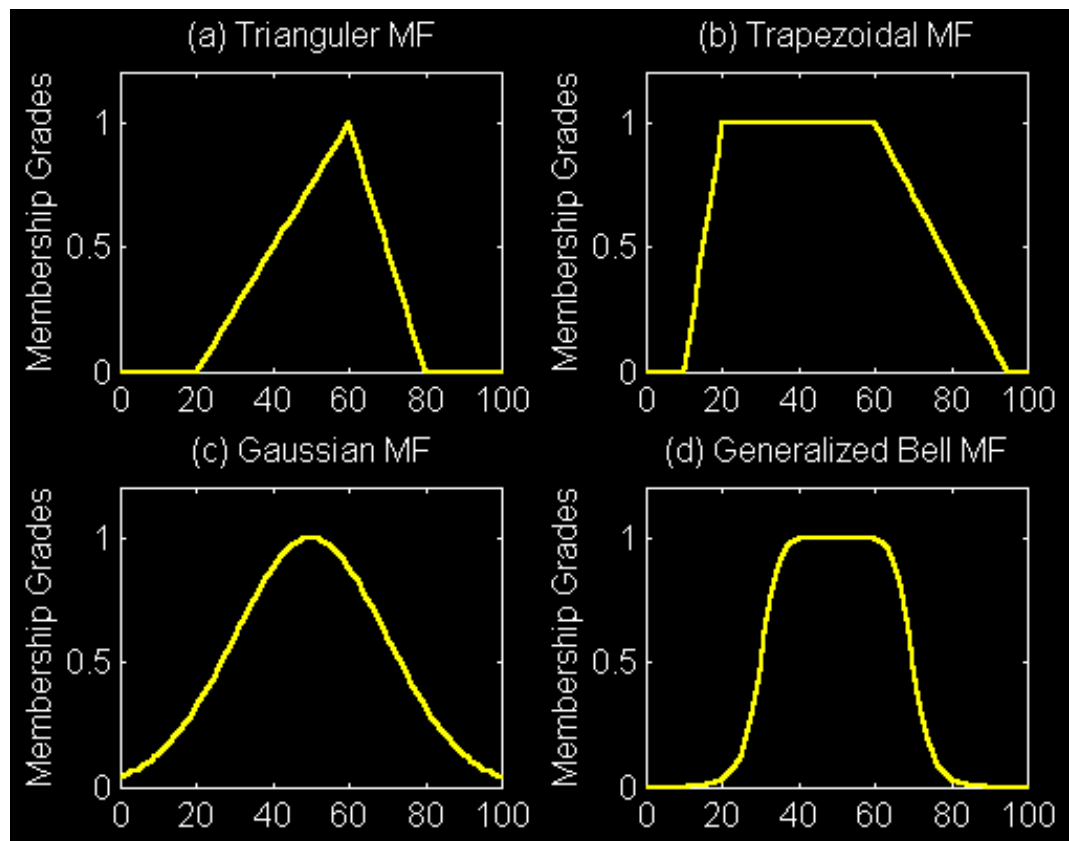 (a) Trianguler MF
Membership Grades
1
0.5
0
0 20 40 60 80 100
(b) Trapezoidal MF
Membership Grades
1
0.5
0
0 20 40 60 80 100
(c) Gaussian MF
Membership Grades
1
0.5
0
0 20 40 60 80 100
(d) Generalized Bell MF
Membership Grades
1
0.5
0
0 20 40 60 80 100